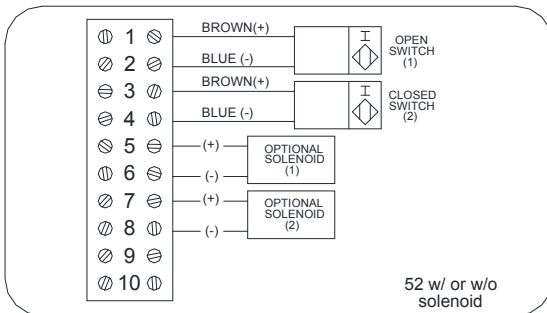 1 BROWN(+)
OPEN
SWITCH
(1)
2 BLUE (-)
3 BROWN(+)
CLOSED
SWITCH
(2)
4 BLUE (-)
5 (+)
OPTIONAL
SOLENOID
(1)
6 (-)
7 (+)
OPTIONAL
SOLENOID
(2)
8 (-)
9
10
52 w/ or w/o
solenoid